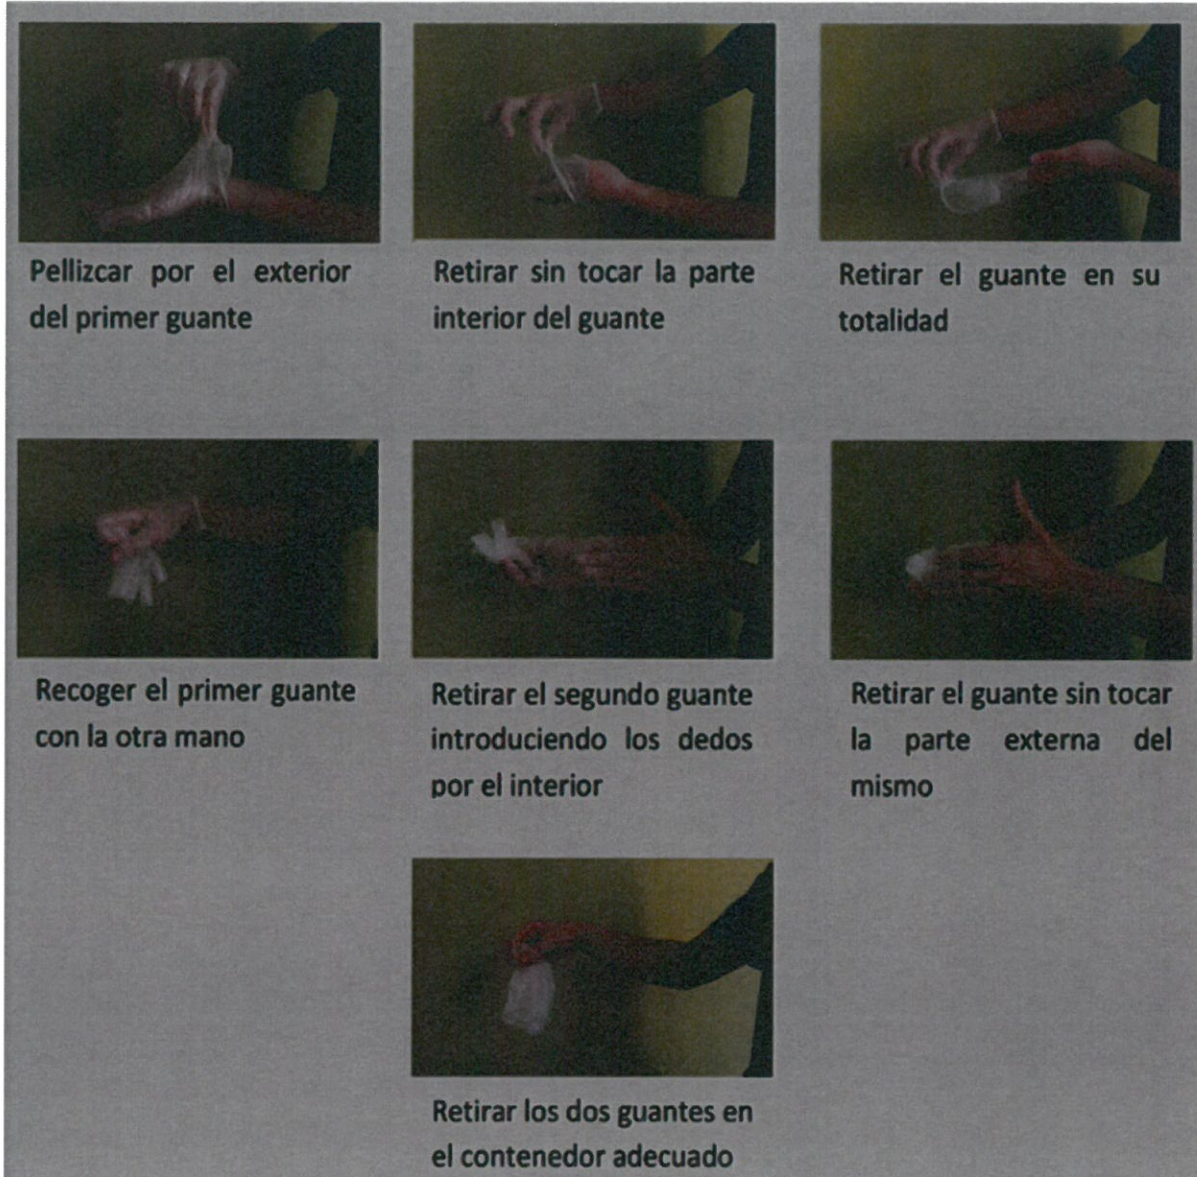 Pellizcar por el exterior
del primer guante
Retirar sin tocar la parte
interior del guante
Retirar el guante en su
totalidad
Recoger el primer guante
con la otra mano
Retirar el segundo guante
introduciendo los dedos
por el interior
Retirar el guante sin tocar
la parte externa del
mismo
Retirar los dos guantes en
el contenedor adecuado